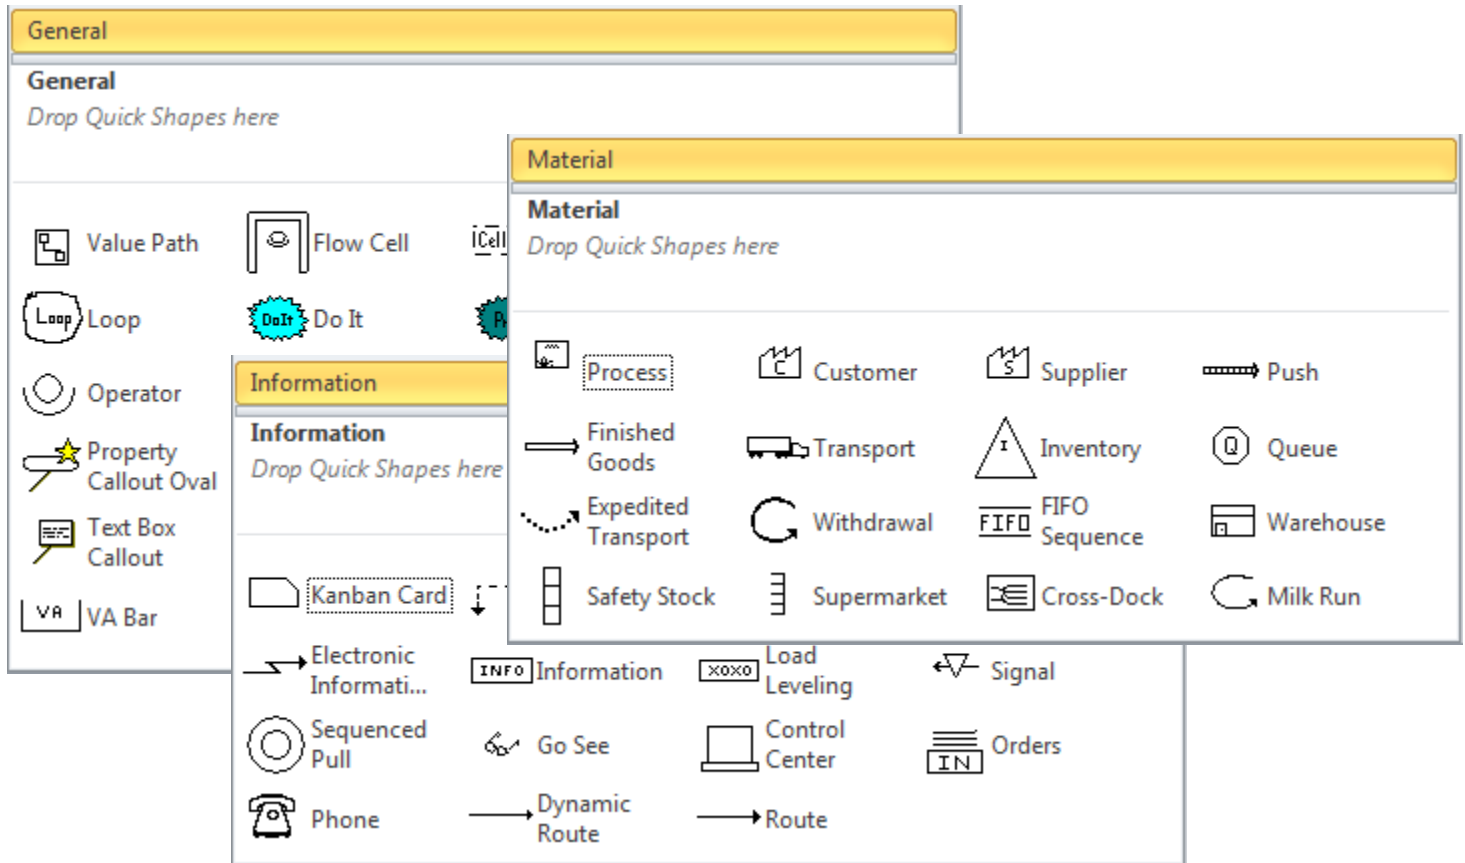 General
General
Drop Quick Shapes here
Value Path
Flow Cell
Cell
Loop
Loop
DoIt
Do It
Operator
Property
Callout Oval
Text Box
Callout
VA
VA Bar
Material
Material
Drop Quick Shapes here
Process
C
Customer
S
Supplier
Push
Finished
Goods
Transport
I
Inventory
Q
Queue
Expedited
Transport
Withdrawal
FIFO
FIFO
Sequence
Warehouse
Safety Stock
Supermarket
Cross-Dock
Milk Run
Information
Information
Drop Quick Shapes here
Kanban Card
Electronic
Informati...
INFO
Information
XOXO
Load
Leveling
Signal
Sequenced
Pull
Go See
Control
Center
IN
Orders
Phone
Dynamic
Route
Route